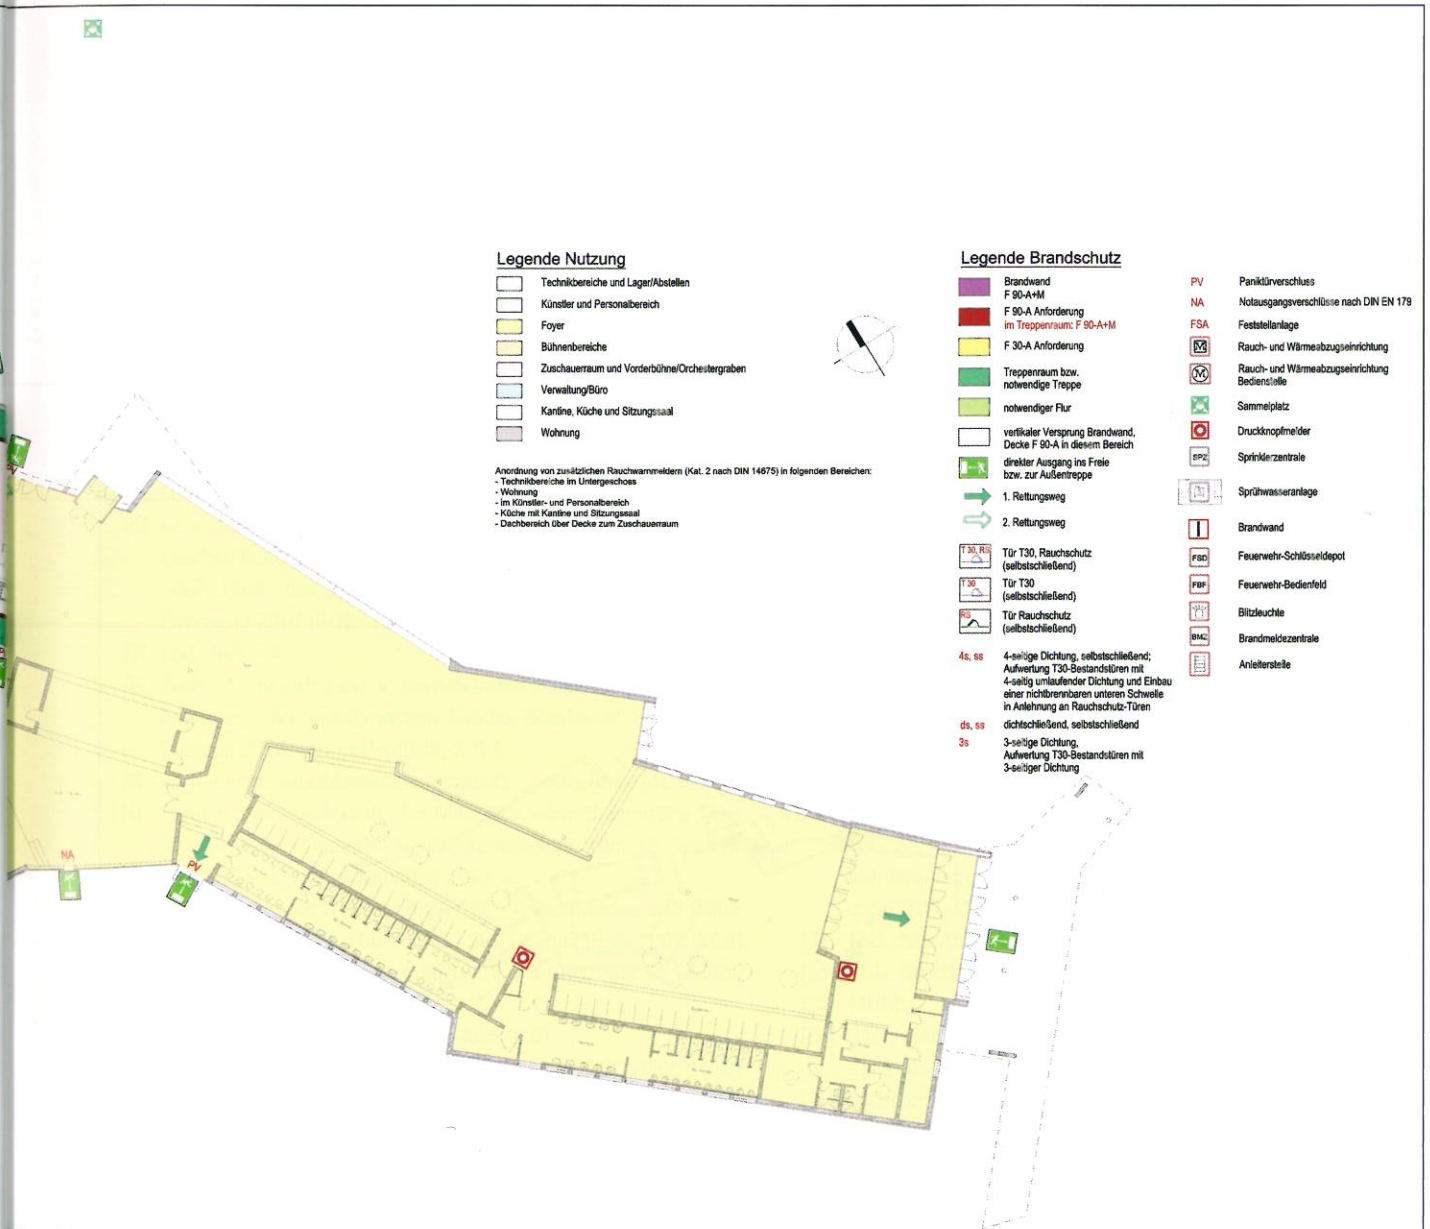 Legende Nutzung
Technikbereiche und Lager/Abstellen
Künstler und Personalbereich
Foyer
Bühnenbereiche
Zuschauerraum und Vorderbühne/Orchestergraben
Verwaltung/Büro
Kantine, Küche und Sitzungssaal
Wohnung
Anordnung von zusätzlichen Rauchwarnmeldern (Kat. 2 nach DIN 14675) in folgenden Bereichen:
- Technikbereiche im Untergeschoss
- Wohnung
- im Künstler- und Personalbereich
- Küche mit Kantine und Sitzungssaal
- Dachbereich über Decke zum Zuschauerraum
Legende Brandschutz
Brandwand
F 90-A+M
F 90-A Anforderung
im Treppenraum: F 90-A+M
F 30-A Anforderung
Treppenraum bzw.
notwendige Treppe
notwendiger Flur
vertikaler Versprung Brandwand,
Decke F 90-A in diesem Bereich
direkter Ausgang ins Freie
bzw. zur Außentreppe
1. Rettungsweg
2. Rettungsweg
T 30, RS
Tür T30, Rauchschutz
(selbstschließend)
T 30
Tür T30
(selbstschließend)
RS
Tür Rauchschutz
(selbstschließend)
4s, ss
4-seitige Dichtung, selbstschließend;
Aufwertung T30-Bestandstüren mit
4-seitig umlaufender Dichtung und Einbau
einer nichtbrennbaren unteren Schwelle
in Anlehnung an Rauchschutz-Türen
ds, ss
dichtschließend, selbstschließend
3s
3-seitige Dichtung,
Aufwertung T30-Bestandstüren mit
3-seitiger Dichtung
PV
Paniktürverschluss
NA
Notausgangsverschlüsse nach DIN EN 179
FSA
Feststellanlage
M
Rauch- und Wärmeabzugseinrichtung
M
Rauch- und Wärmeabzugseinrichtung
Bedienstelle
Sammelplatz
Druckknopfmelder
SPZ
Sprinklerzentrale
Sprühwasseranlage
Brandwand
FSD
Feuerwehr-Schlüsseldepot
FBF
Feuerwehr-Bedienfeld
Blitzleuchte
BMZ
Brandmeldezentrale
Anleiterstelle
NA
PV